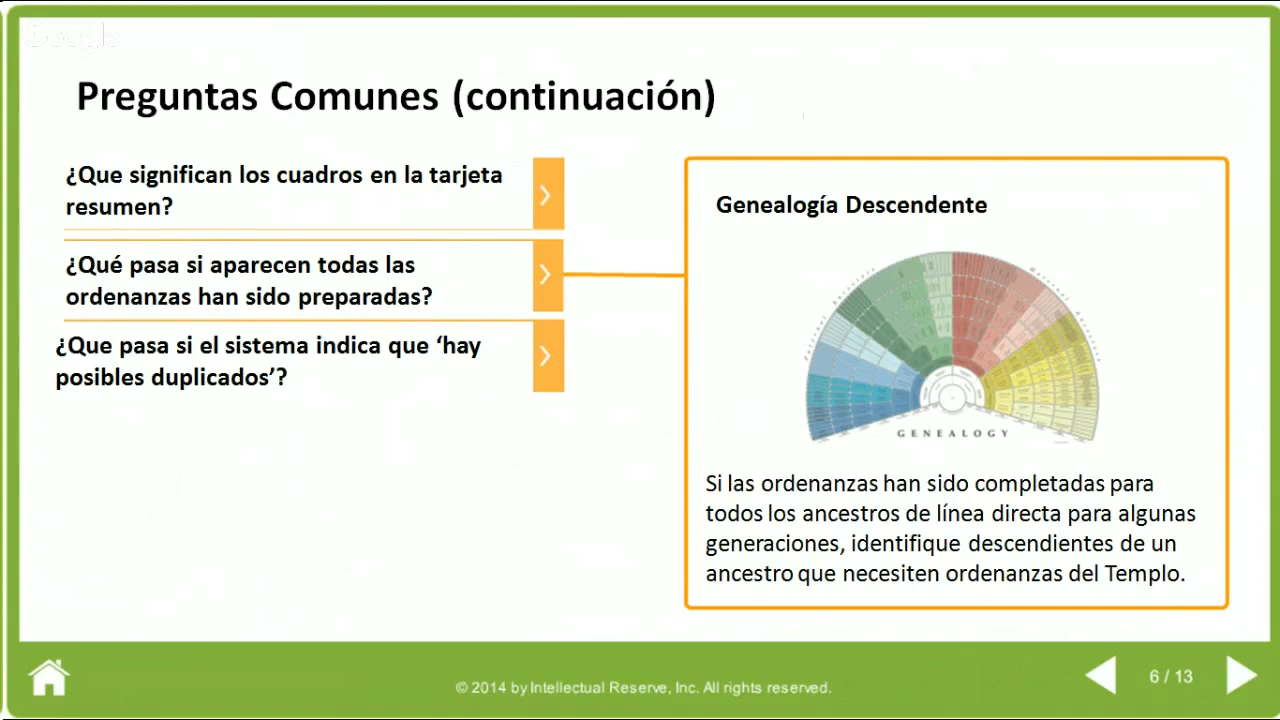 Google
Preguntas Comunes (continuación)
¿Que significan los cuadros en la tarjeta
resumen?
¿Qué pasa si aparecen todas las
ordenanzas han sido preparadas?
¿Que pasa si el sistema indica que ‘hay
posibles duplicados’?
Genealogía Descendente
GENEALOGY
Si las ordenanzas han sido completadas para
todos los ancestros de línea directa para algunas
generaciones, identifique descendientes de un
ancestro que necesiten ordenanzas del Templo.
© 2014 by Intellectual Reserve, Inc. All rights reserved.
6 / 13